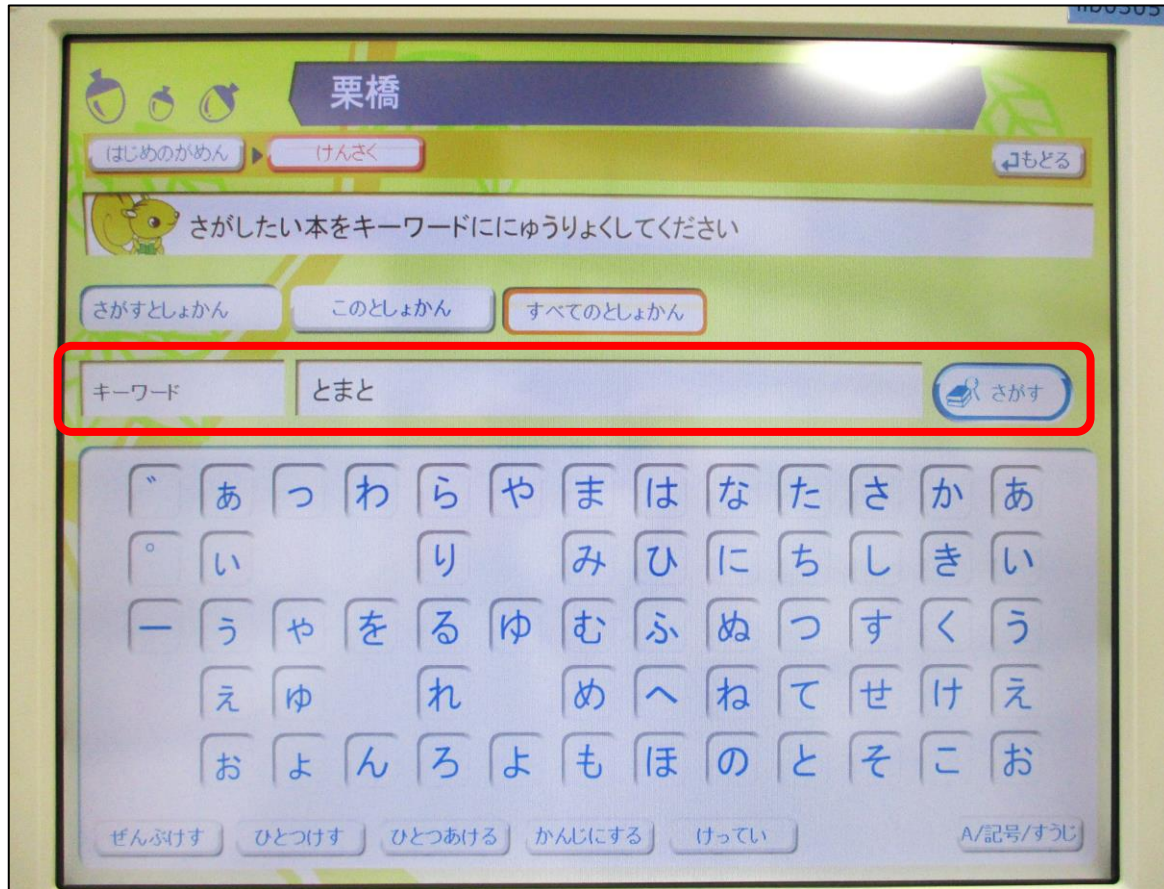 栗橋
はじめのがめん けんさく もどる
さがしたい本をキーワードににゅうりょくしてください
さがすとしょかん このとしょかん すべてのとしょかん
キーワード とまと さがす
゛ ぁ っ わ ら や ま は な た さ か あ
゜ ぃ り み ひ に ち し き い
ー ぅ ゃ を る ゆ む ふ ぬ つ す く う
ぇ ゅ れ め へ ね て せ け え
ぉ ょ ん ろ よ も ほ の と そ こ お
ぜんぶけす ひとつけす ひとつあける かんじにする けってい A/記号/すうじ